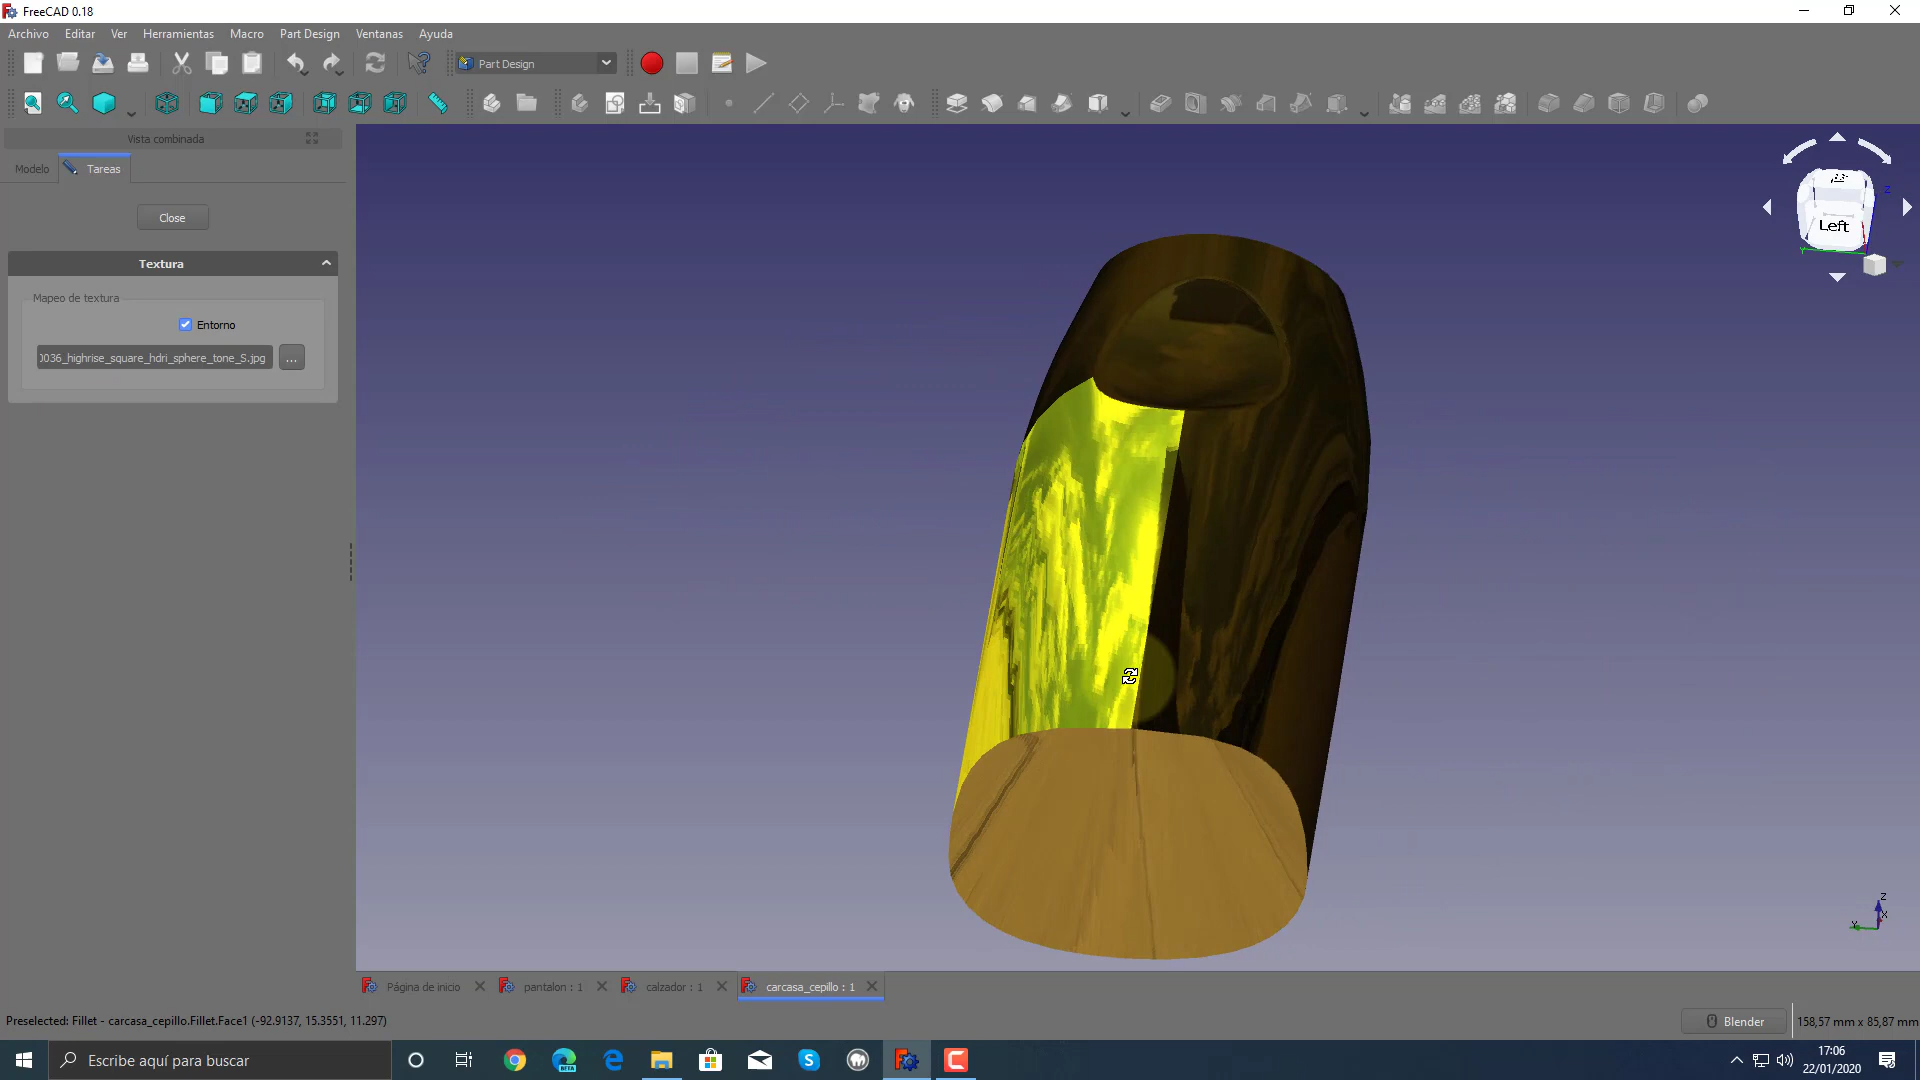 FreeCAD 0.18
Archivo Editar Ver Herramientas Macro Part Design Ventanas Ayuda
Part Design
Vista combinada
Modelo Tareas
Close
Textura
Mapeo de textura
Entorno
0036_highrise_square_hdri_sphere_tone_S.jpg ...
Left
Z
Y
Z
X
Y
Página de inicio pantalon : 1 calzador : 1 carcasa_cepillo : 1
Preselected: Fillet - carcasa_cepillo.Fillet.Face1 (-92.9137, 15.3551, 11.297)
Blender 158,57 mm x 85,87 mm
Escribe aquí para buscar
BETA
17:06
22/01/2020